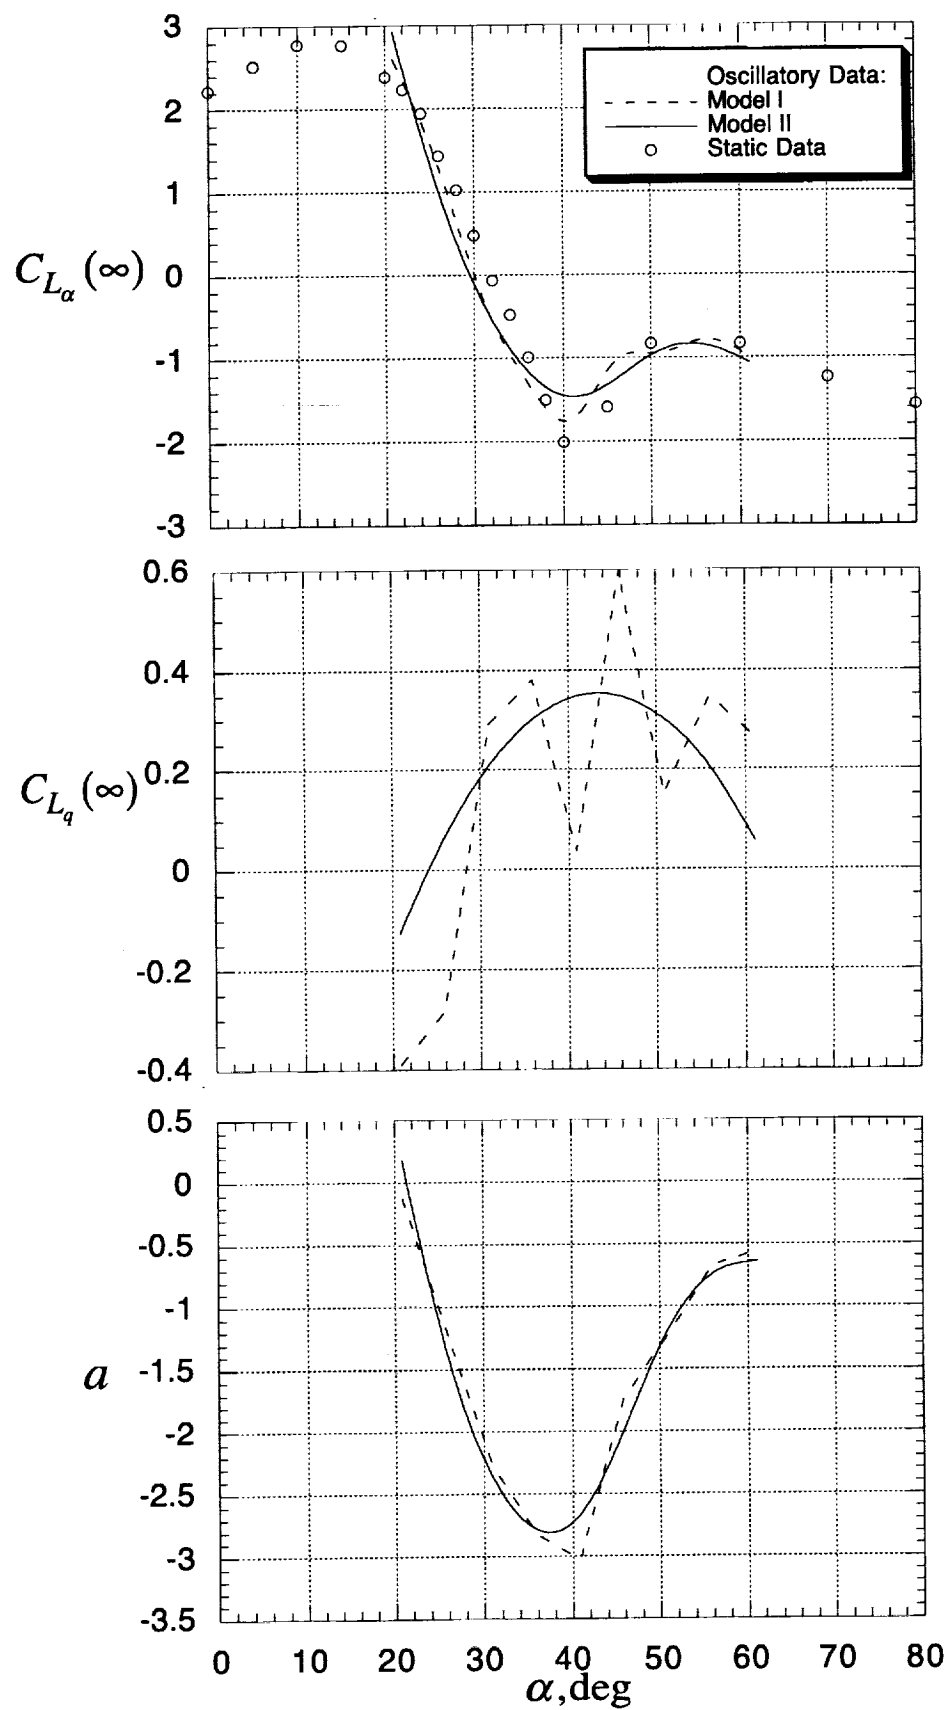 3
2
1
0
-1
-2
-3
C_{L_α}(∞)
Oscillatory Data:
Model I
Model II
Static Data
0.6
0.4
0.2
0
-0.2
-0.4
C_{L_q}(∞)
0.5
0
-0.5
-1
-1.5
-2
-2.5
-3
-3.5
a
0 10 20 30 40 50 60 70 80
α,deg